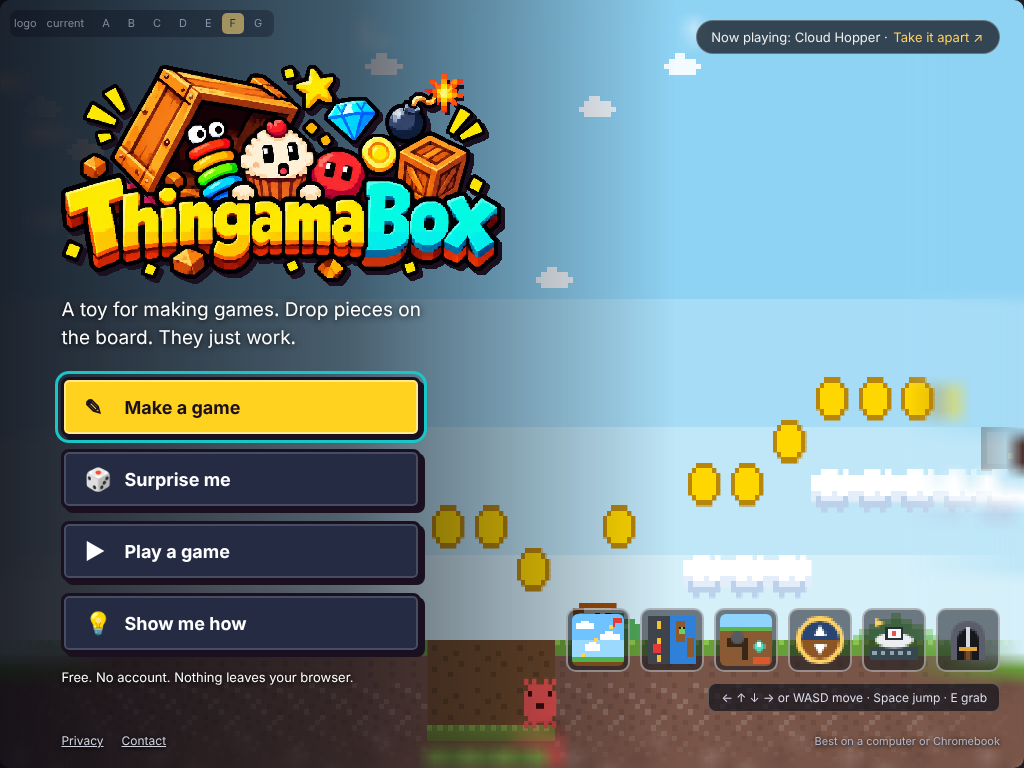 logo current A B C D E F G
Now playing: Cloud Hopper · Take it apart ↗
ThingamaBox
A toy for making games. Drop pieces on
the board. They just work.
Make a game
Surprise me
Play a game
Show me how
Free. No account. Nothing leaves your browser.
← ↑ ↓ → or WASD move · Space jump · E grab
Privacy Contact
Best on a computer or Chromebook